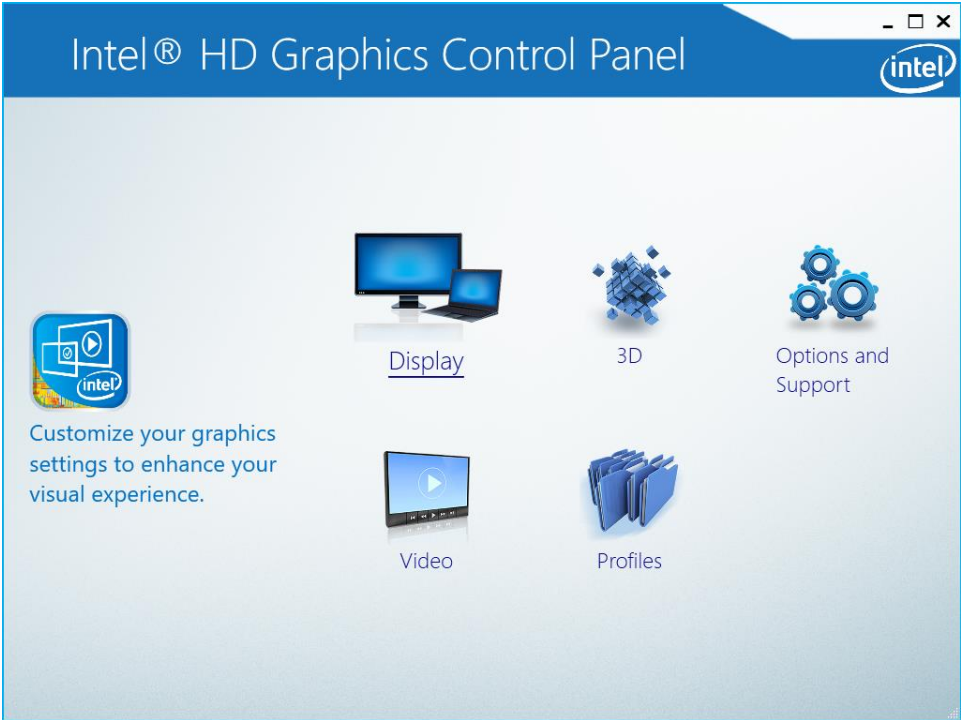 Intel® HD Graphics Control Panel
intel
Display
3D
Options and
Support
intel
Customize your graphics
settings to enhance your
visual experience.
Video
Profiles